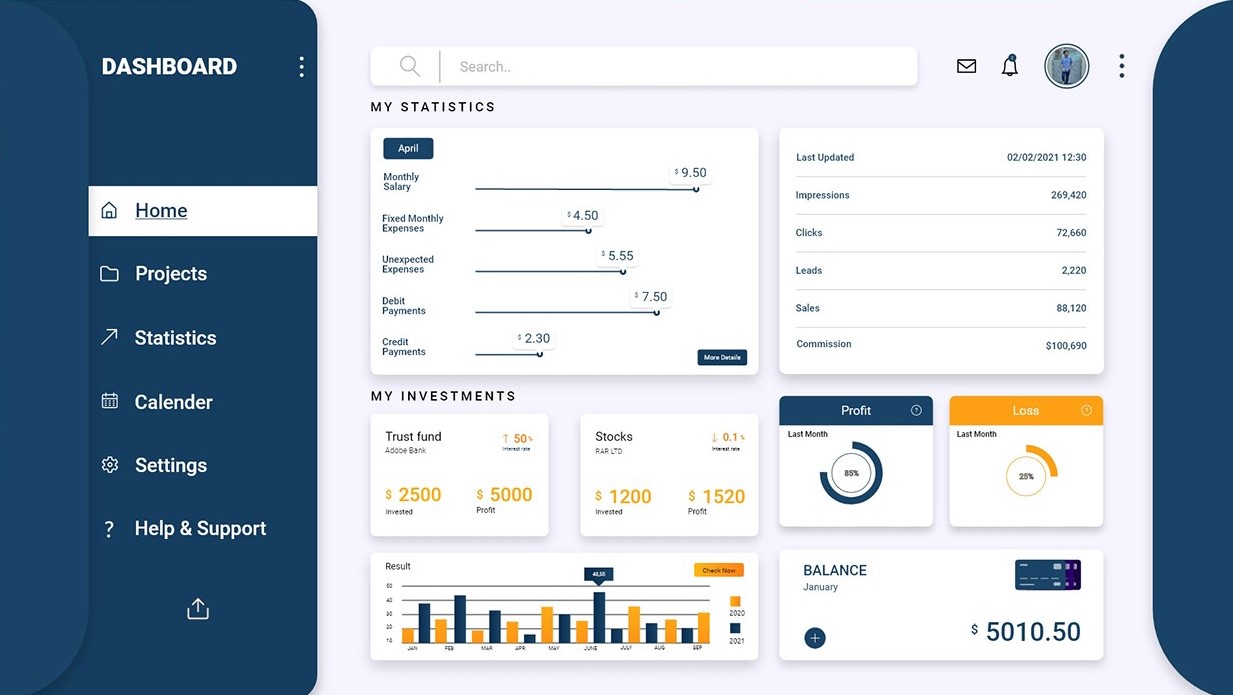 DASHBOARD
Home
Projects
Statistics
Calender
Settings
? Help & Support
Search..
MY STATISTICS
April
Monthly
Salary
$ 9.50
Fixed Monthly
Expenses
$ 4.50
Unexpected
Expenses
$ 5.55
Debit
Payments
$ 7.50
Credit
Payments
$ 2.30
More Details
Last Updated 02/02/2021 12:30
Impressions 269,420
Clicks 72,660
Leads 2,220
Sales 88,120
Commission $100,690
MY INVESTMENTS
Trust fund
Adobe Bank
↑ 50%
Interest rate
$ 2500
Invested
$ 5000
Profit
Stocks
RAR LTD.
↓ 0.1%
Interest rate
$ 1200
Invested
$ 1520
Profit
Profit ?
Last Month
85%
Loss ?
Last Month
25%
Result
Check Now
50
40
30
20
10
JAN FEB MAR APR MAY JUNE JULY AUG SEP
2020
2021
BALANCE
January
+
$ 5010.50